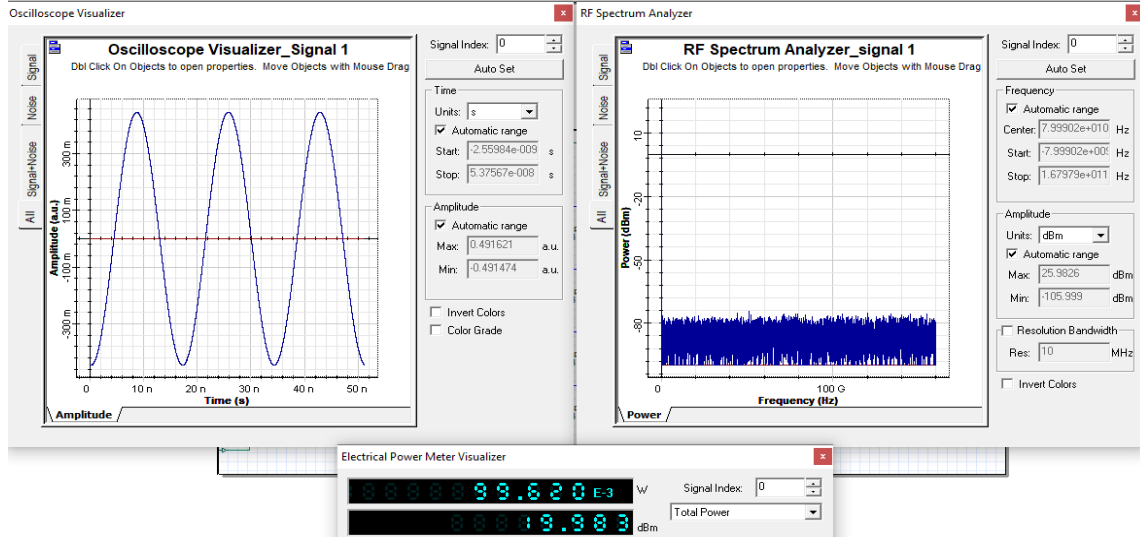 Oscilloscope Visualizer
Oscilloscope Visualizer_Signal 1
Dbl Click On Objects to open properties. Move Objects with Mouse Drag
Signal
Noise
Signal+Noise
All
Amplitude (a.u.)
300 m
100 m
-100 m
-300 m
0 10 n 20 n 30 n 40 n 50 n
Time (s)
Amplitude
Signal Index: 0
Auto Set
Time
Units: s
Automatic range
Start: -2.55984e-009 s
Stop: 5.37567e-008 s
Amplitude
Automatic range
Max: 0.491621 a.u.
Min: -0.491474 a.u.
Invert Colors
Color Grade
RF Spectrum Analyzer
RF Spectrum Analyzer_signal 1
Dbl Click On Objects to open properties. Move Objects with Mouse Drag
Signal
Noise
Signal+Noise
All
Power (dBm)
10
-20
-50
-80
0 100 G
Frequency (Hz)
Power
Signal Index: 0
Auto Set
Frequency
Automatic range
Center: 7.99902e+010 Hz
Start: -7.99902e+009 Hz
Stop: 1.67979e+011 Hz
Amplitude
Units: dBm
Automatic range
Max: 25.9826 dBm
Min: -105.999 dBm
Resolution Bandwidth
Res: 10 MHz
Invert Colors
Electrical Power Meter Visualizer
99.620 E-3 W
19.983 dBm
Signal Index: 0
Total Power